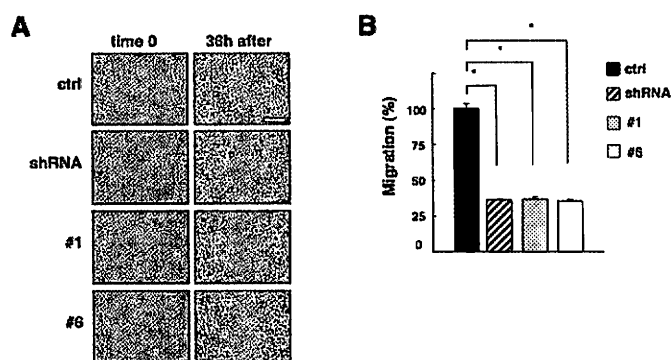 A
time 0 36h after
ctrl
shRNA
#1
#6
B
* 
*
*
Migration (%)
100
75
50
25
0
ctrl
shRNA
#1
#6